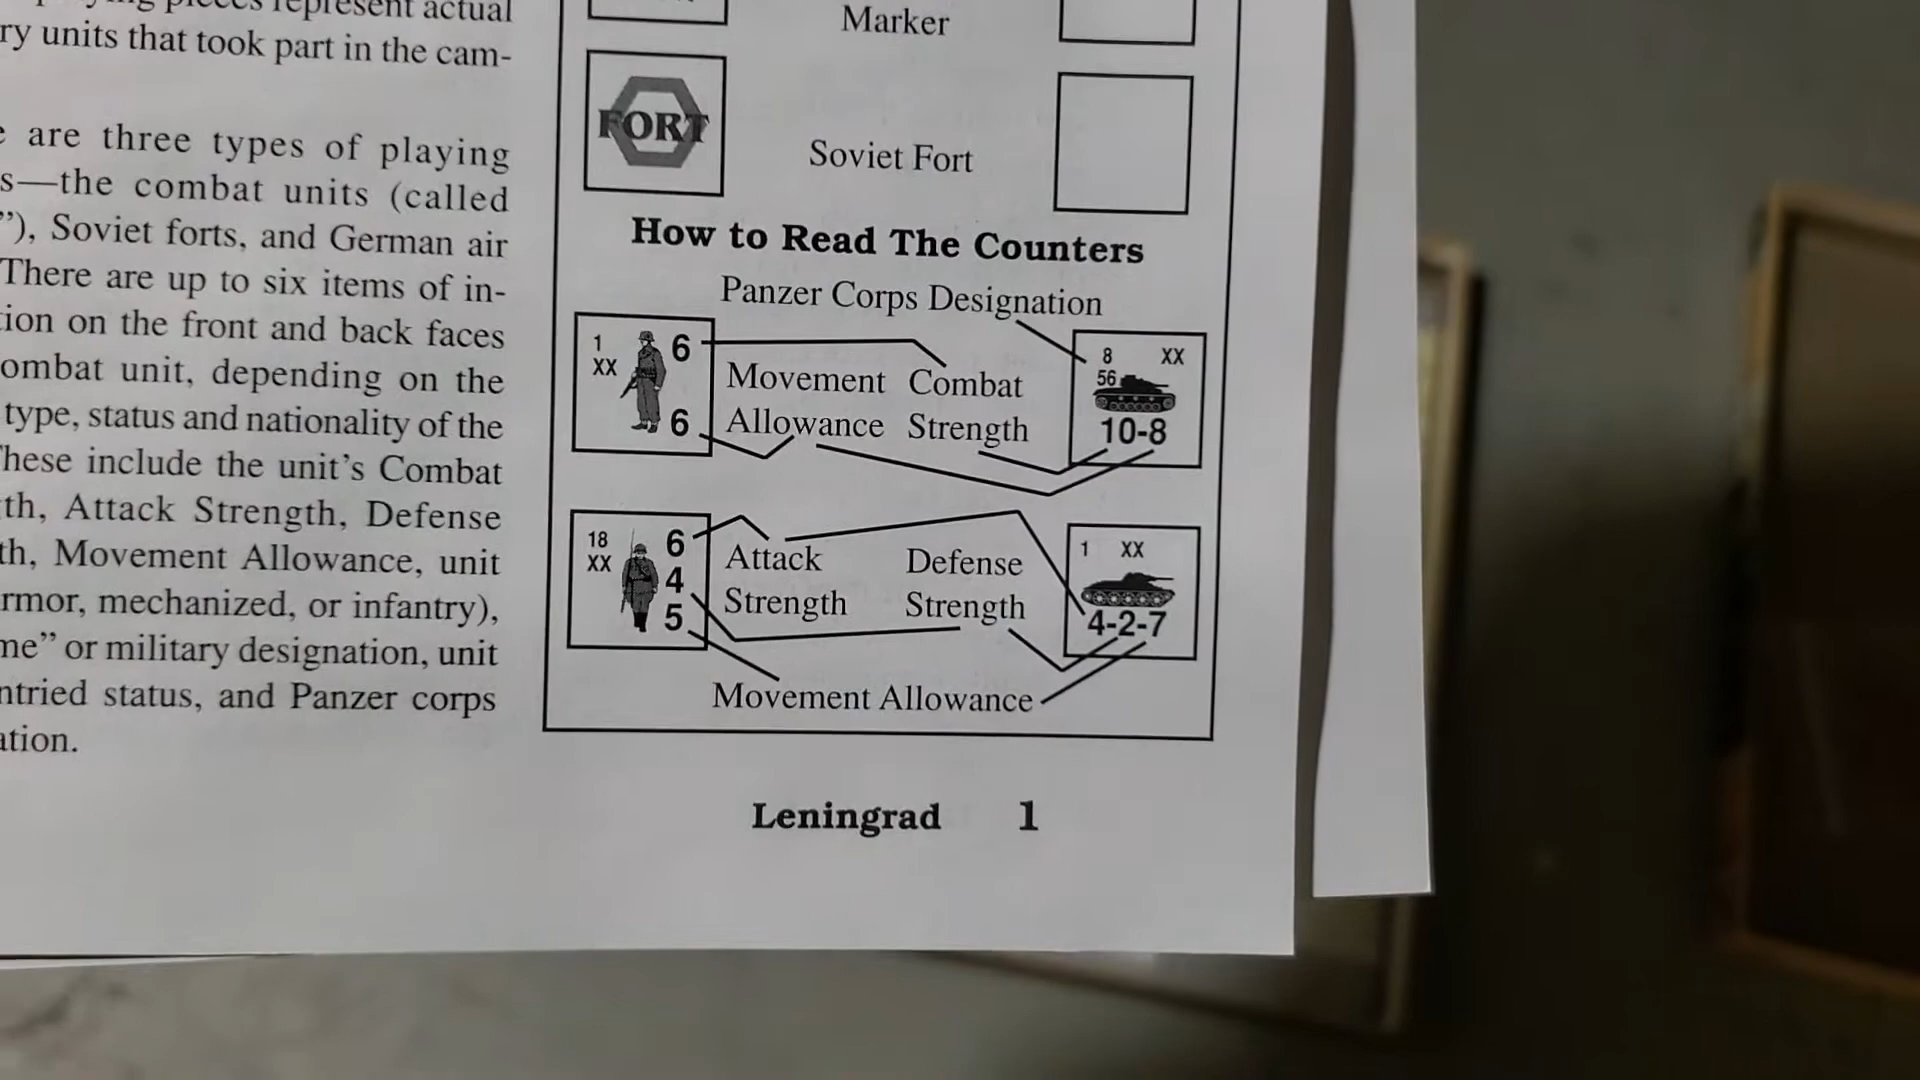 pieces represent actual
ry units that took part in the cam-
are three types of playing
s—the combat units (called
”), Soviet forts, and German air
There are up to six items of in-
tion on the front and back faces
ombat unit, depending on the
type, status and nationality of the
hese include the unit’s Combat
th, Attack Strength, Defense
th, Movement Allowance, unit
rmor, mechanized, or infantry),
me” or military designation, unit
ntried status, and Panzer corps
ation.
Marker
FORT
Soviet Fort
How to Read The Counters
Panzer Corps Designation
1
XX
6
6
Movement
Allowance
Combat
Strength
8 XX
56
10-8
18
XX
6
4
5
Attack
Strength
Defense
Strength
1 XX
4-2-7
Movement Allowance
Leningrad 1